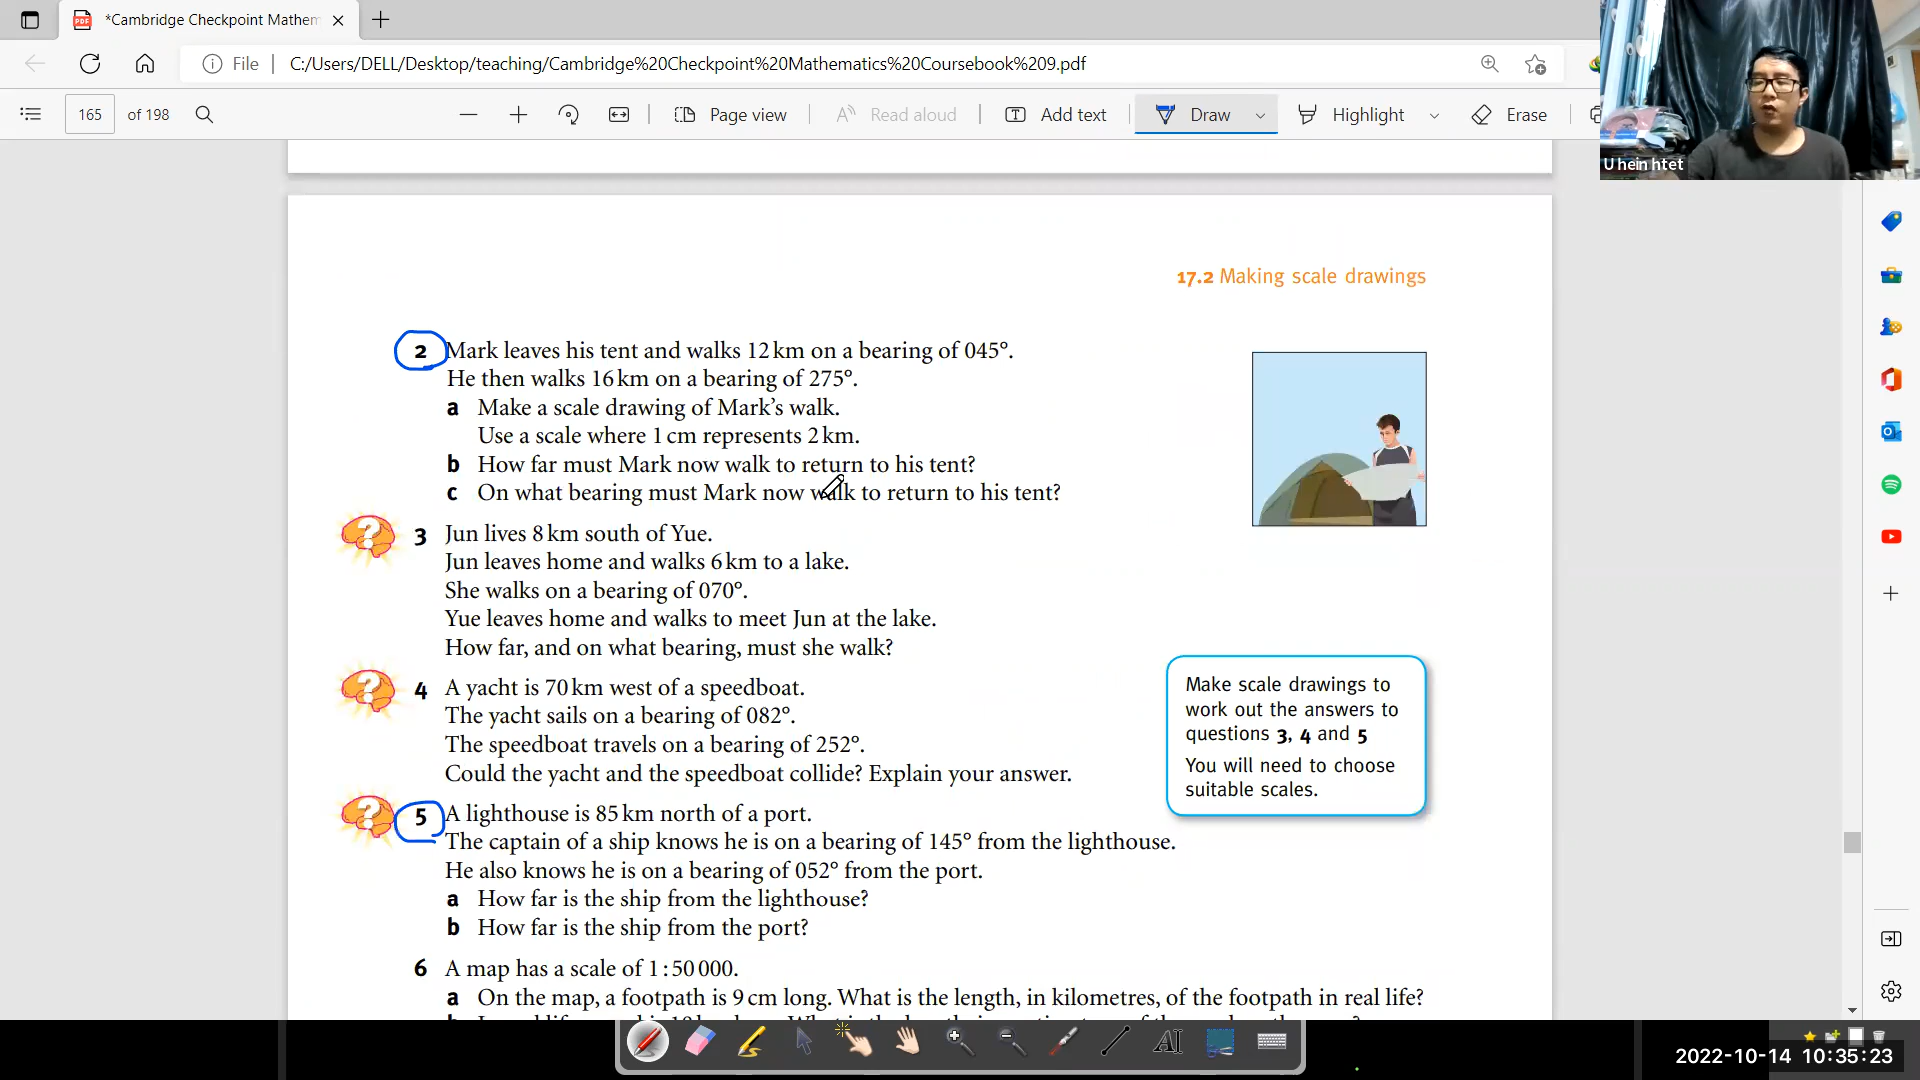 *Cambridge Checkpoint Mathem
File
C:/Users/DELL/Desktop/teaching/Cambridge%20Checkpoint%20Mathematics%20Coursebook%209.pdf
165 of 198
Page view
Read aloud
Add text
Draw
Highlight
Erase
U hein htet
17.2 Making scale drawings
2 Mark leaves his tent and walks 12 km on a bearing of 045°.
He then walks 16 km on a bearing of 275°.
a Make a scale drawing of Mark's walk.
Use a scale where 1 cm represents 2 km.
b How far must Mark now walk to return to his tent?
c On what bearing must Mark now walk to return to his tent?
3 Jun lives 8 km south of Yue.
Jun leaves home and walks 6 km to a lake.
She walks on a bearing of 070°.
Yue leaves home and walks to meet Jun at the lake.
How far, and on what bearing, must she walk?
4 A yacht is 70 km west of a speedboat.
The yacht sails on a bearing of 082°.
The speedboat travels on a bearing of 252°.
Could the yacht and the speedboat collide? Explain your answer.
Make scale drawings to
work out the answers to
questions 3, 4 and 5
You will need to choose
suitable scales.
5 A lighthouse is 85 km north of a port.
The captain of a ship knows he is on a bearing of 145° from the lighthouse.
He also knows he is on a bearing of 052° from the port.
a How far is the ship from the lighthouse?
b How far is the ship from the port?
6 A map has a scale of 1 : 50 000.
a On the map, a footpath is 9 cm long. What is the length, in kilometres, of the footpath in real life?
2022-10-14 10:35:23